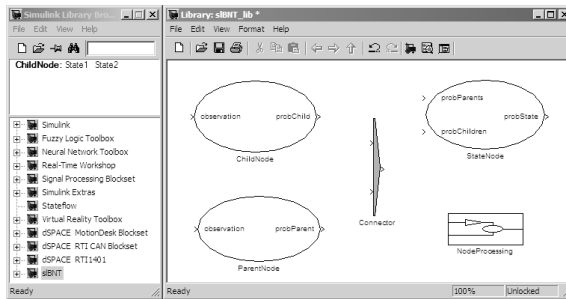 Simulink Library Bro...
File Edit View Help
ChildNode: State1 State2
Simulink
Fuzzy Logic Toolbox
Neural Network Toolbox
Real-Time Workshop
Signal Processing Blockset
Simulink Extras
Stateflow
Virtual Reality Toolbox
dSPACE MotionDesk Blockset
dSPACE RTI CAN Blockset
dSPACE RTI1401
slBNT
Ready
Library: slBNT_lib *
File Edit View Format Help
observation probChild
ChildNode
probParents
probState
probChildren
StateNode
Connector
observation probParent
ParentNode
NodeProcessing
Ready 100% Unlocked